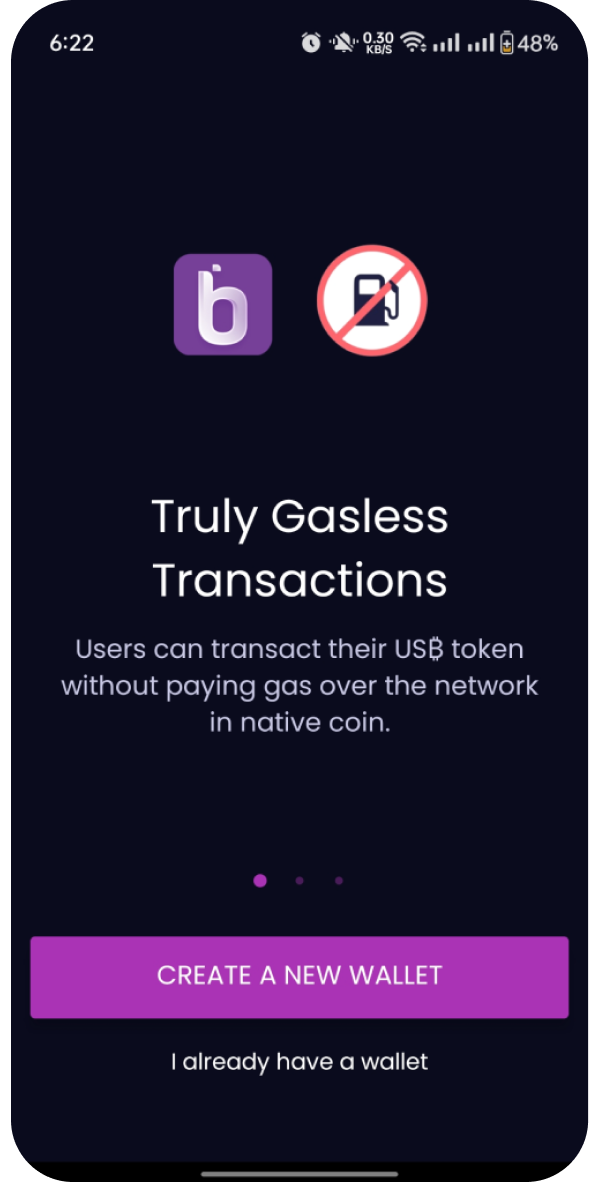 6:22 0.30 KB/S 48%
b
Truly Gasless
Transactions
Users can transact their US₿ token
without paying gas over the network
in native coin.
CREATE A NEW WALLET
I already have a wallet